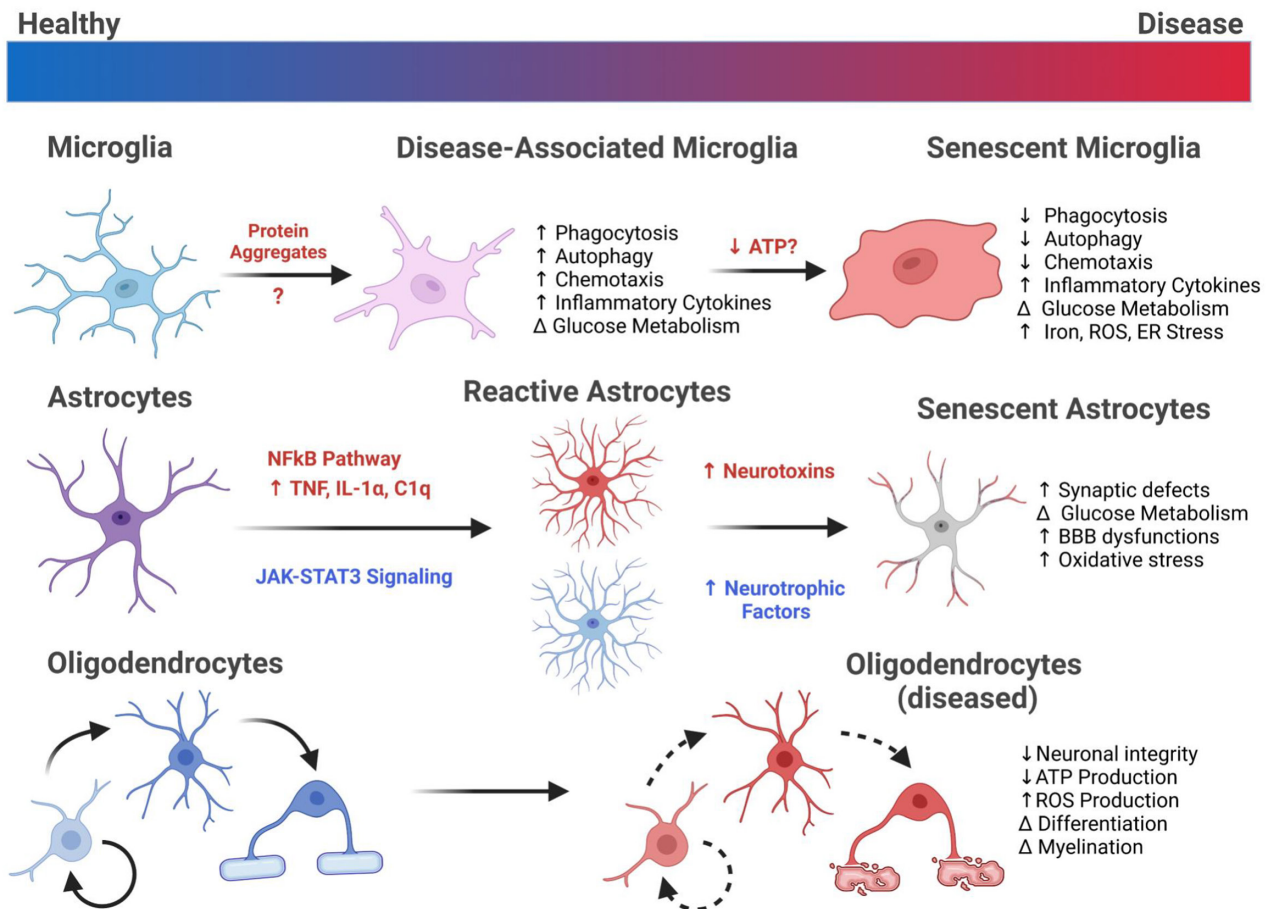 Healthy
Disease
Microglia
Disease-Associated Microglia
Senescent Microglia
Protein
Aggregates
?
↑ Phagocytosis
↑ Autophagy
↑ Chemotaxis
↑ Inflammatory Cytokines
Δ Glucose Metabolism
↓ ATP?
↓ Phagocytosis
↓ Autophagy
↓ Chemotaxis
↑ Inflammatory Cytokines
Δ Glucose Metabolism
↑ Iron, ROS, ER Stress
Astrocytes
Reactive Astrocytes
Senescent Astrocytes
NFkB Pathway
↑ TNF, IL-1α, C1q
JAK-STAT3 Signaling
↑ Neurotoxins
↑ Neurotrophic
Factors
↑ Synaptic defects
Δ Glucose Metabolism
↑ BBB dysfunctions
↑ Oxidative stress
Oligodendrocytes
Oligodendrocytes
(diseased)
↓Neuronal integrity
↓ATP Production
↑ROS Production
Δ Differentiation
Δ Myelination